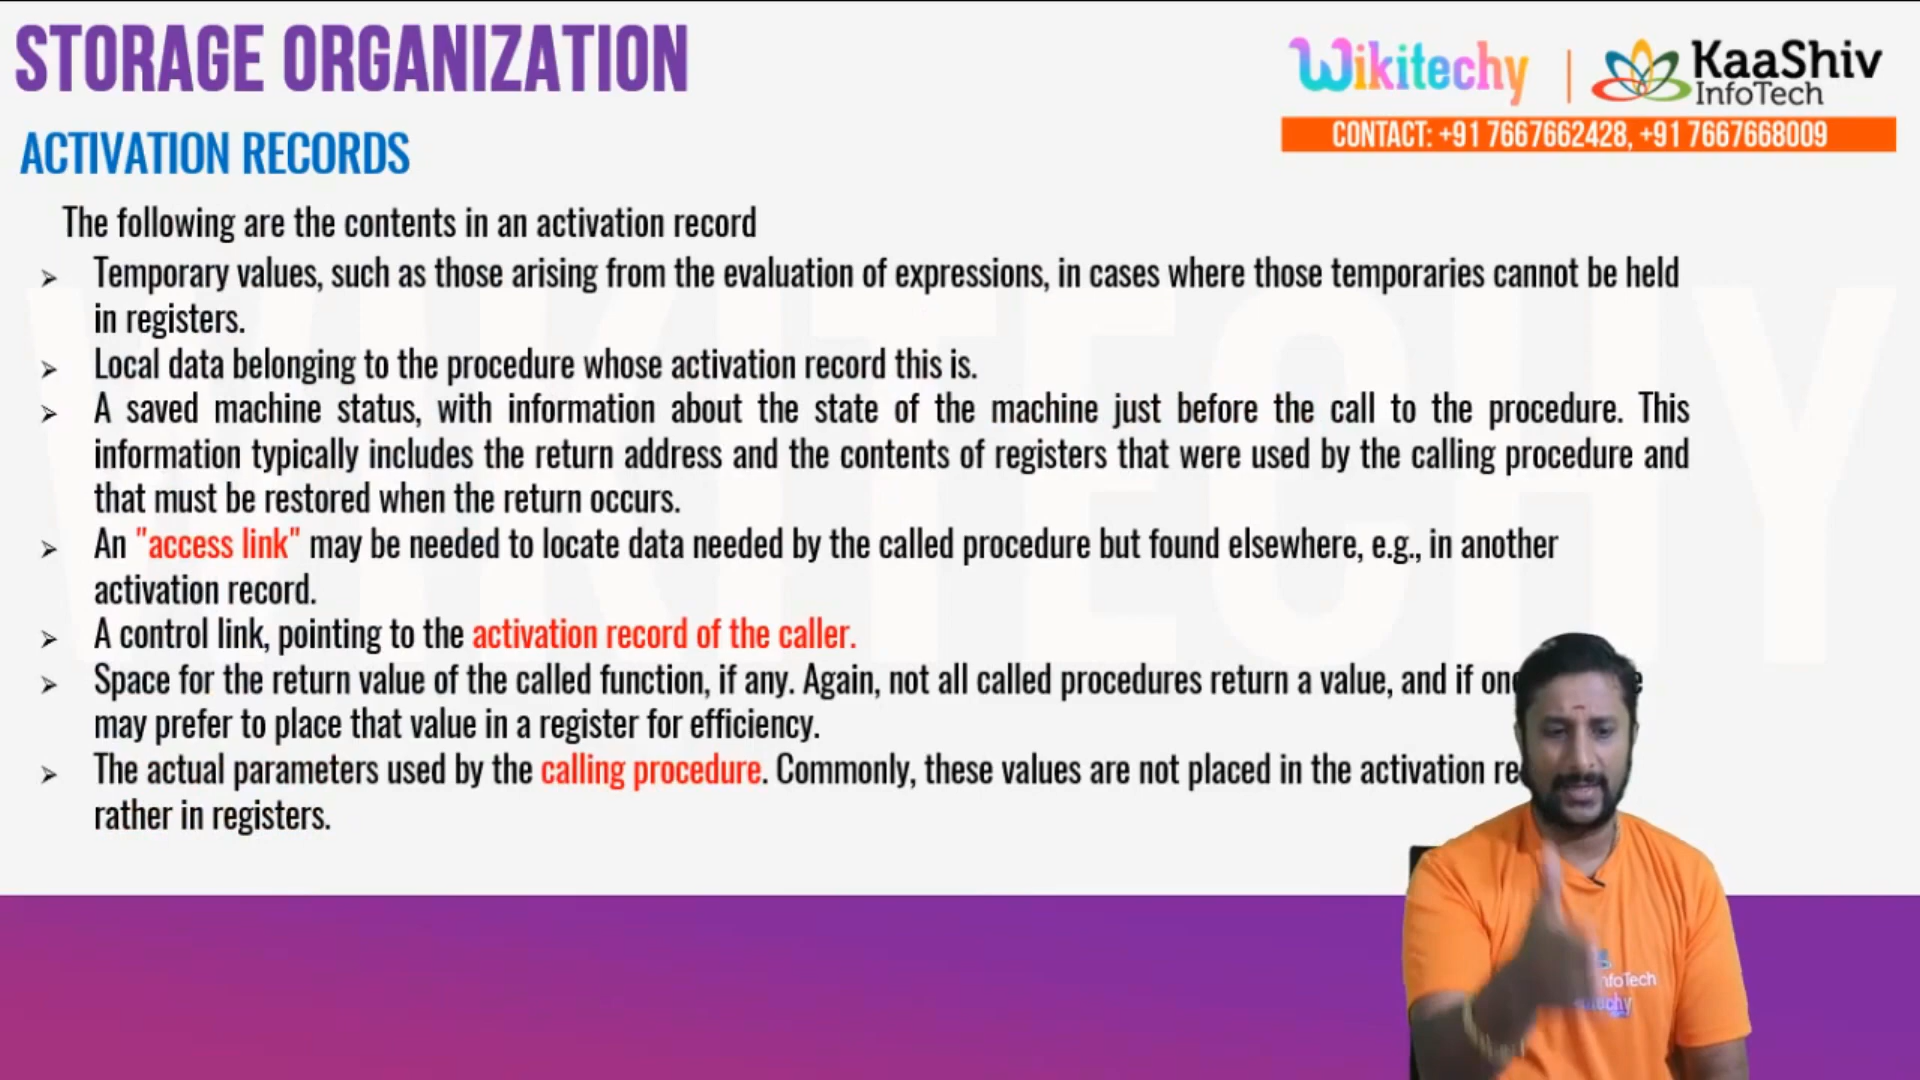 STORAGE ORGANIZATION
Wikitechy | KaaShiv
InfoTech
CONTACT: +91 7667662428, +91 7667668009
ACTIVATION RECORDS
The following are the contents in an activation record
Temporary values, such as those arising from the evaluation of expressions, in cases where those temporaries cannot be held
in registers.
Local data belonging to the procedure whose activation record this is.
A saved machine status, with information about the state of the machine just before the call to the procedure. This
information typically includes the return address and the contents of registers that were used by the calling procedure and
that must be restored when the return occurs.
An "access link" may be needed to locate data needed by the called procedure but found elsewhere, e.g., in another
activation record.
A control link, pointing to the activation record of the caller.
Space for the return value of the called function, if any. Again, not all called procedures return a value, and if
may prefer to place that value in a register for efficiency.
The actual parameters used by the calling procedure. Commonly, these values are not placed in the activation
rather in registers.
WIKITECHY